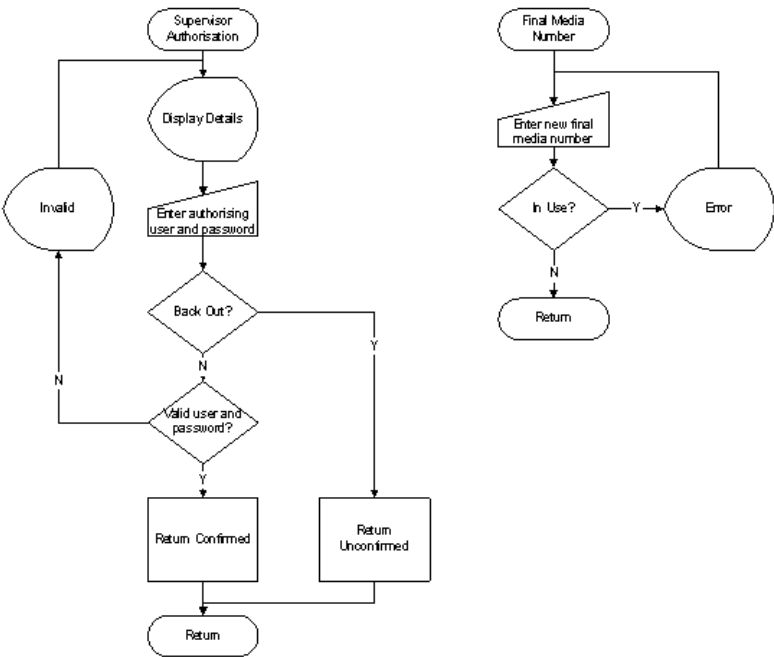 Supervisor
Authorisation
Display Details
Invalid
Enter authorising
user and password
Back Out?
Y
N
N
Valid user and
password?
Y
Return Confirmed
Return
Unconfirmed
Return
Final Media
Number
Enter new final
media number
In Use?
Y
Error
N
Return